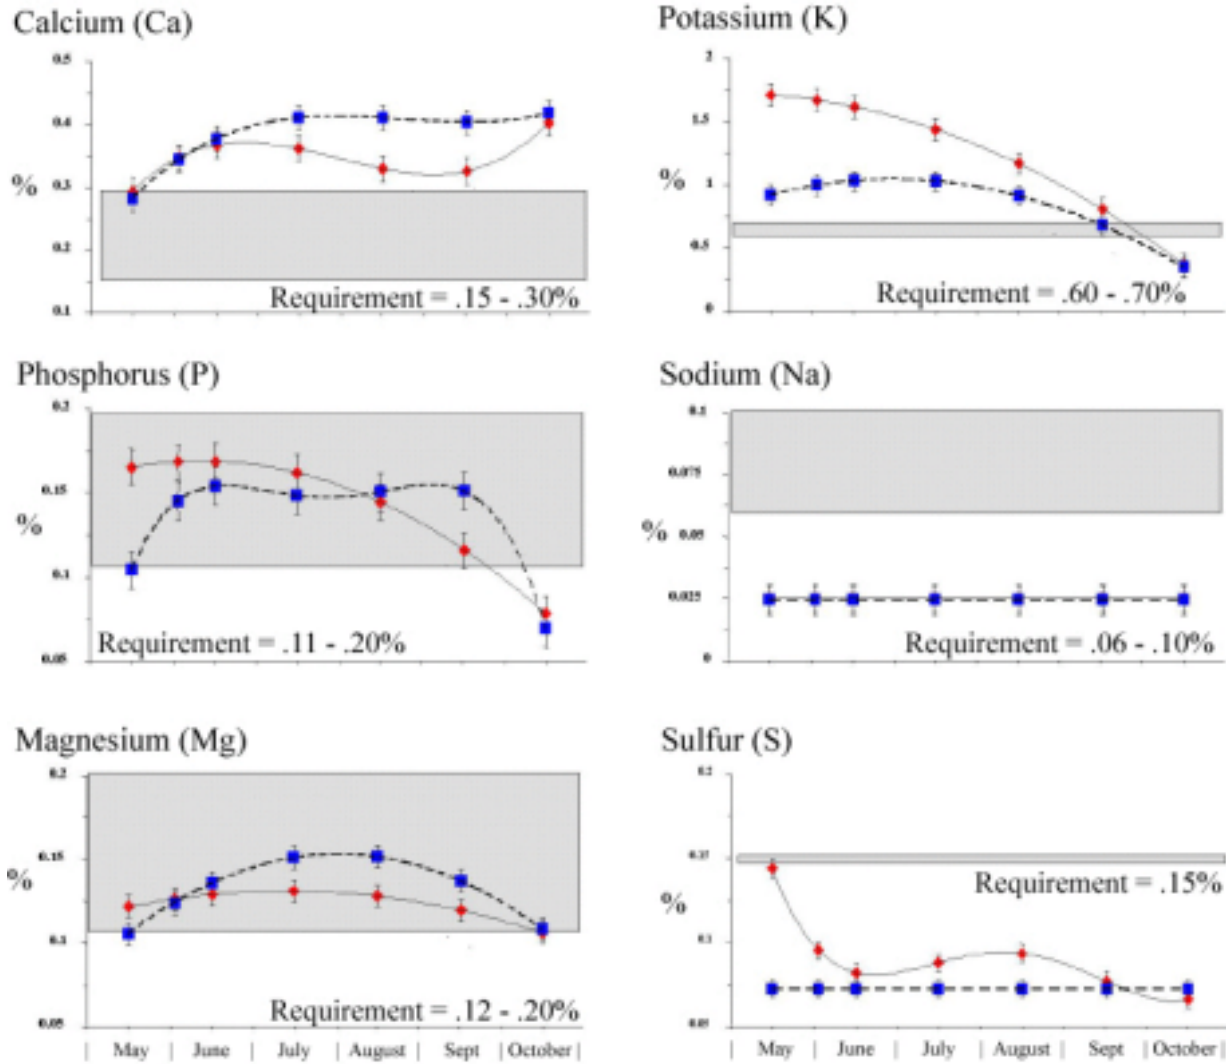 Calcium (Ca)
0.5
0.4
0.3
0.2
0.1
%
Requirement = .15 - .30%
Potassium (K)
2
1.5
1
0.5
0
%
Requirement = .60 - .70%
Phosphorus (P)
0.2
0.15
0.1
0.05
%
Requirement = .11 - .20%
Sodium (Na)
0.1
0.075
0.05
0.025
0
%
Requirement = .06 - .10%
Magnesium (Mg)
0.2
0.15
0.1
0.05
%
Requirement = .12 - .20%
| May | June | July | August | Sept | October |
Sulfur (S)
0.2
0.15
0.1
0.05
%
Requirement = .15%
| May | June | July | August | Sept | October |